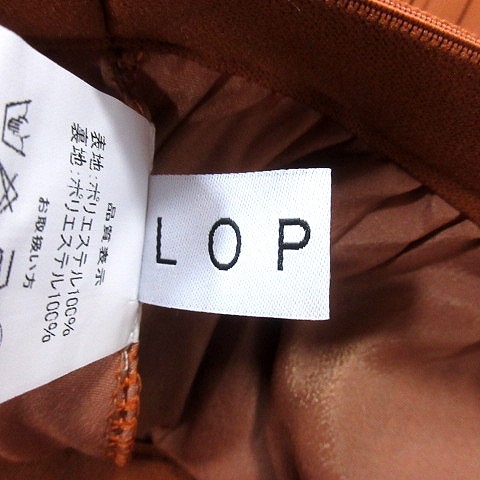 L O P
品質表示
表地:ポリエステル100%
裏地:ポリエステル100%
お取扱い方